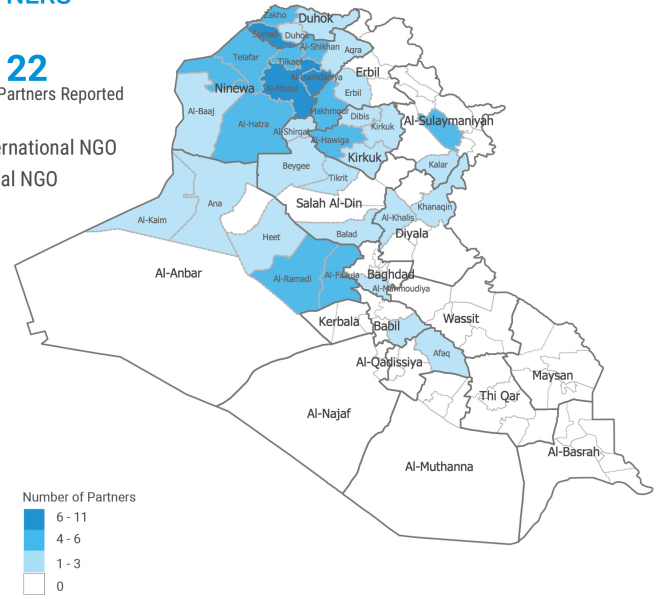 22
Partners Reported
NGO
NGO
Zakho
Duhok
Sumail
Duhok
Al-Shikhan
Aqra
Telafar
Tilkaef
Erbil
Ninewa
Al-Mosul
Al-Hamdaniya
Al-Baaj
Erbil
Makhmour
Dibis
Al-Sulaymaniyah
Al-Hatra
Al-Shirqat
Kirkuk
Al-Hawiga
Kirkuk
Beygee
Kalar
Tikrit
Ana
Salah Al-Din
Khanaqin
Al-Kaim
Al-Khalis
Heet
Balad
Diyala
Al-Anbar
Al-Ramadi
Al-Falluja
Baghdad
Al-Mahmoudiya
Kerbala
Babil
Wassit
Afaq
Al-Qadissiya
Maysan
Thi Qar
Al-Najaf
Al-Basrah
Al-Muthanna
Number of Partners
6 - 11
4 - 6
1 - 3
0